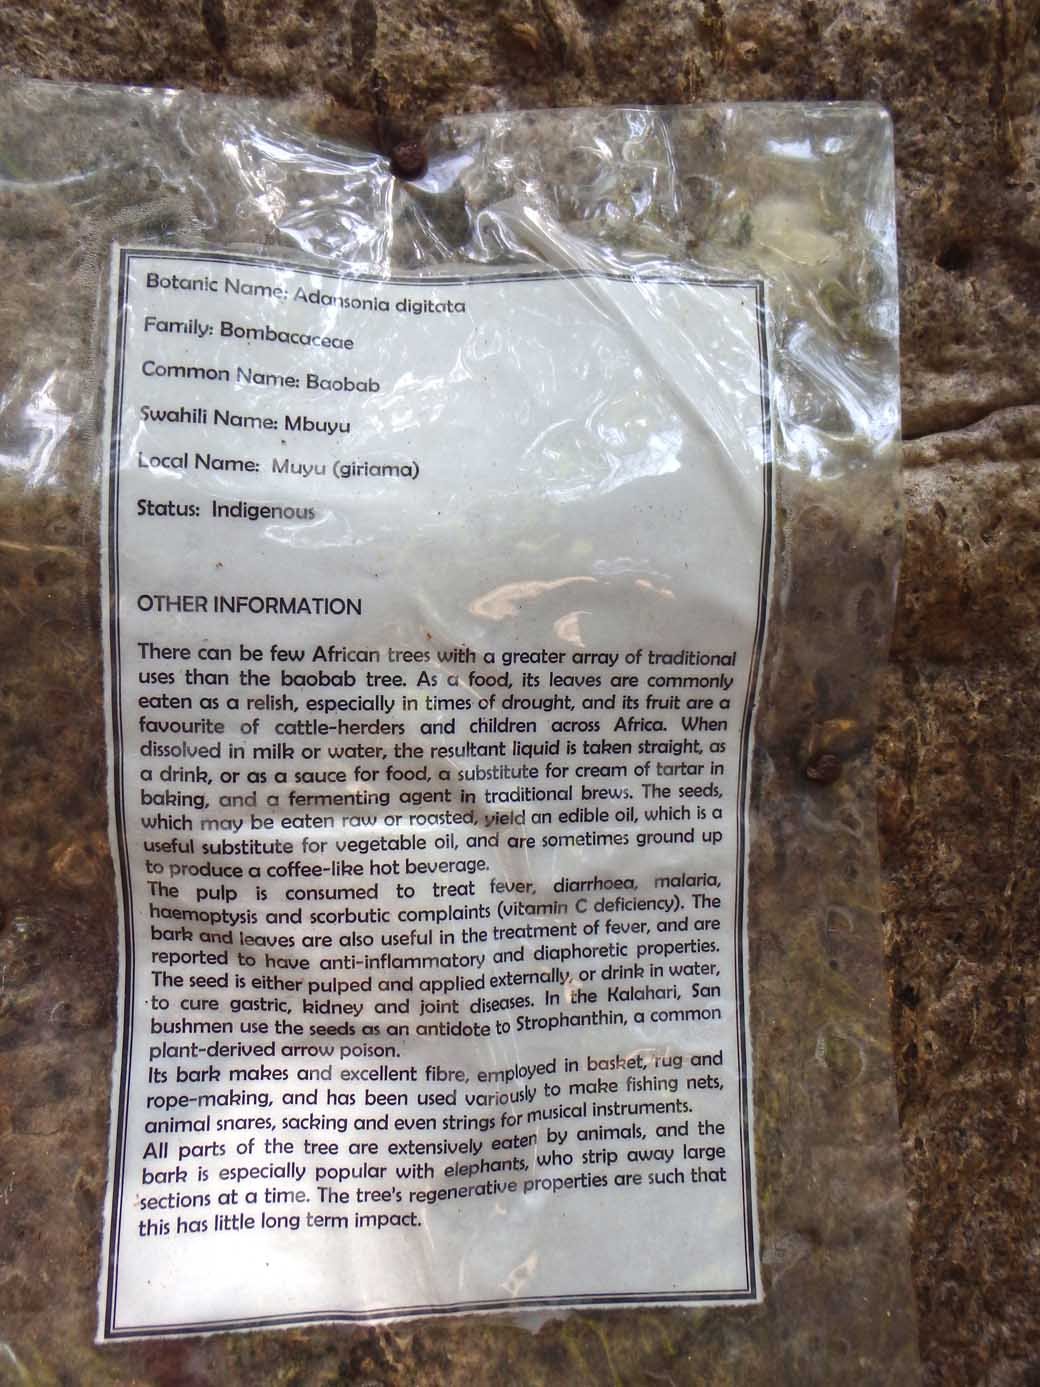 Botanic Name: Adansonia digitata
Family: Bombacaceae
Common Name: Baobab
Swahili Name: Mbuyu
Local Name: Muyu (giriama)
Status: Indigenous
OTHER INFORMATION
There can be few African trees with a greater array of traditional
uses than the baobab tree. As a food, its leaves are commonly
eaten as a relish, especially in times of drought, and its fruit are a
favourite of cattle-herders and children across Africa. When
dissolved in milk or water, the resultant liquid is taken straight, as
a drink, or as a sauce for food, a substitute for cream of tartar in
baking, and a fermenting agent in traditional brews. The seeds,
which may be eaten raw or roasted, yield an edible oil, which is a
useful substitute for vegetable oil, and are sometimes ground up
to produce a coffee-like hot beverage.
The pulp is consumed to treat fever, diarrhoea, malaria,
haemoptysis and scorbutic complaints (vitamin C deficiency). The
bark and leaves are also useful in the treatment of fever, and are
reported to have anti-inflammatory and diaphoretic properties.
The seed is either pulped and applied externally, or drink in water,
to cure gastric, kidney and joint diseases. In the Kalahari, San
bushmen use the seeds as an antidote to Strophanthin, a common
plant-derived arrow poison.
Its bark makes and excellent fibre, employed in basket, rug and
rope-making, and has been used variously to make fishing nets,
animal snares, sacking and even strings for musical instruments.
All parts of the tree are extensively eaten by animals, and the
bark is especially popular with elephants, who strip away large
sections at a time. The tree's regenerative properties are such that
this has little long term impact.